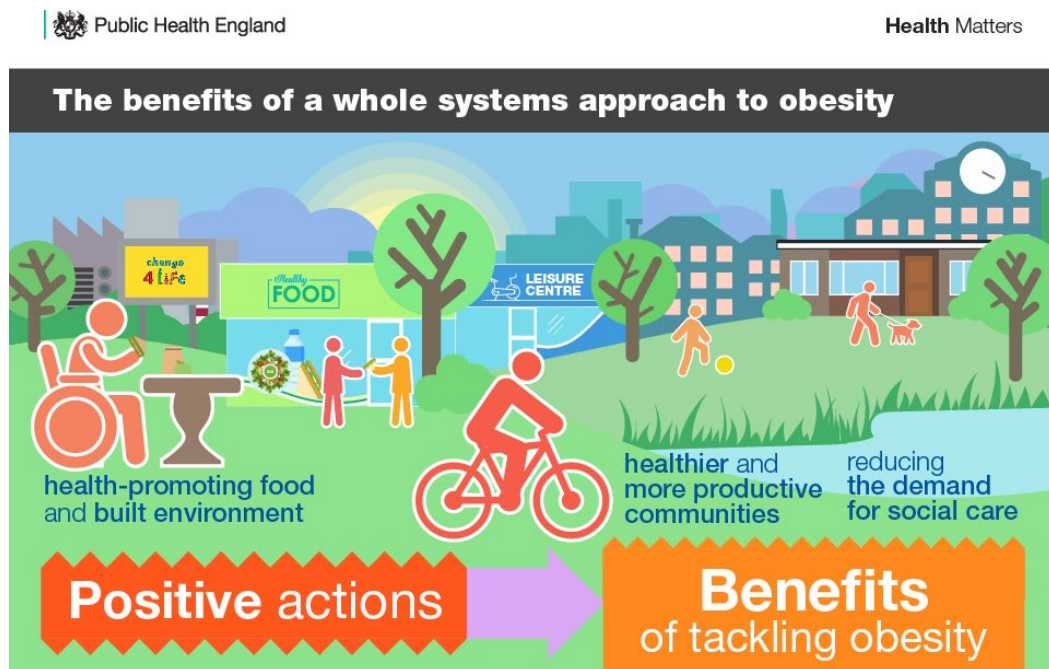 Public Health England
Health Matters
The benefits of a whole systems approach to obesity
change
4 Life
Healthy
FOOD
LEISURE
CENTRE
health-promoting food
and built environment
healthier and
more productive
communities
reducing
the demand
for social care
Positive actions
Benefits
of tackling obesity